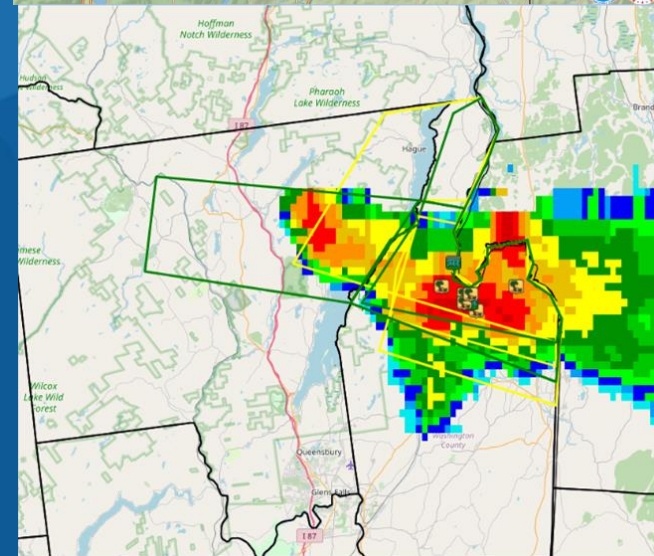 Hoffman
Notch Wilderness
Hudson
Pharaoh
Lake Wilderness
Brand
I 87
Hague
Wilderness
Wilcox
Lake Wild
Forest
Washington
County
Queensbury
Glens Falls
I 87